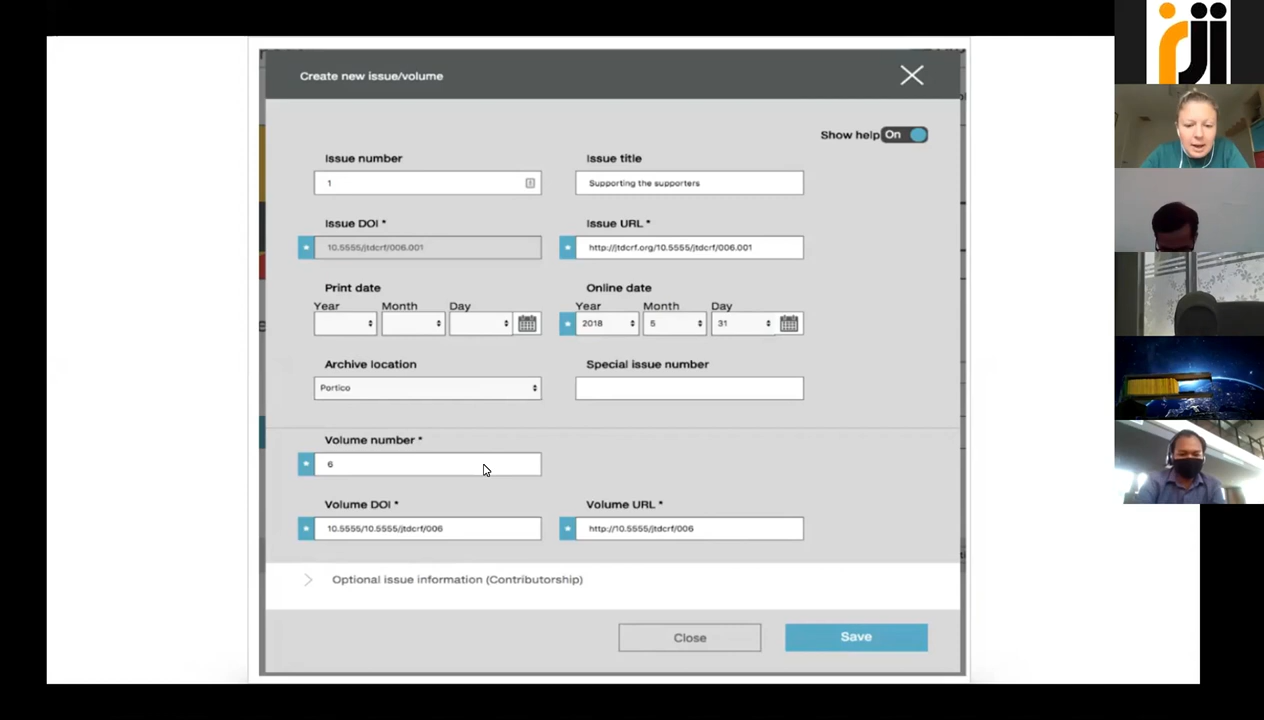 Create new issue/volume
Show help On
Issue number
Issue title
1
Supporting the supporters
Issue DOI *
Issue URL *
10.5555/jtdcrf/006.001
http://jtdcrf.org/10.5555/jtdcrf/006.001
Print date
Online date
Year Month Day
Year Month Day
2018 5 31
Archive location
Special issue number
Portico
Volume number *
6
Volume DOI *
Volume URL *
10.5555/10.5555/jtdcrf/006
http://10.5555/jtdcrf/006
Optional issue information (Contributorship)
Close
Save